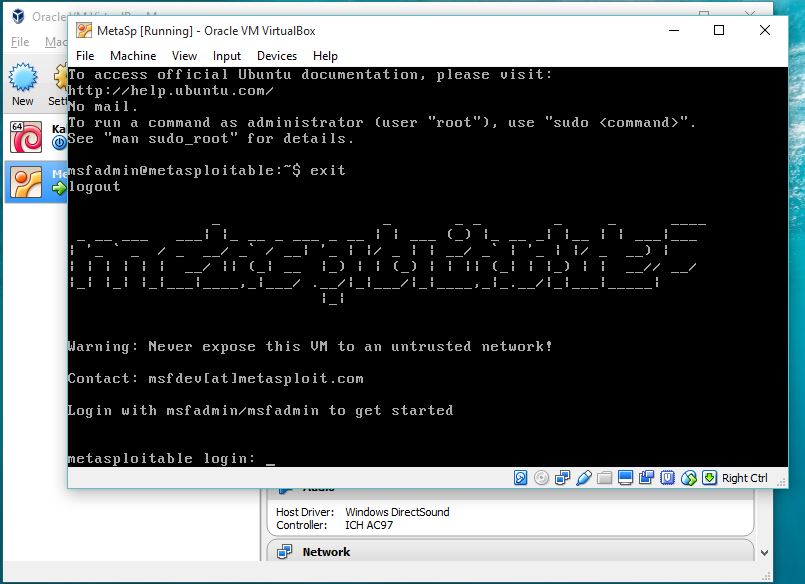 Oracle VM VirtualBox M
File
Mac
New
Sett
64
Ka
Me
MetaSp [Running] - Oracle VM VirtualBox
File Machine View Input Devices Help
To access official Ubuntu documentation, please visit:
http://help.ubuntu.com/
No mail.
To run a command as administrator (user "root"), use "sudo <command>".
See "man sudo_root" for details.
msfadmin@metasploitable:~$ exit
logout
metasploitable2
Warning: Never expose this VM to an untrusted network!
Contact: msfdev[at]metasploit.com
Login with msfadmin/msfadmin to get started
metasploitable login: _
Right Ctrl
Audio
Host Driver: Windows DirectSound
Controller: ICH AC97
Network